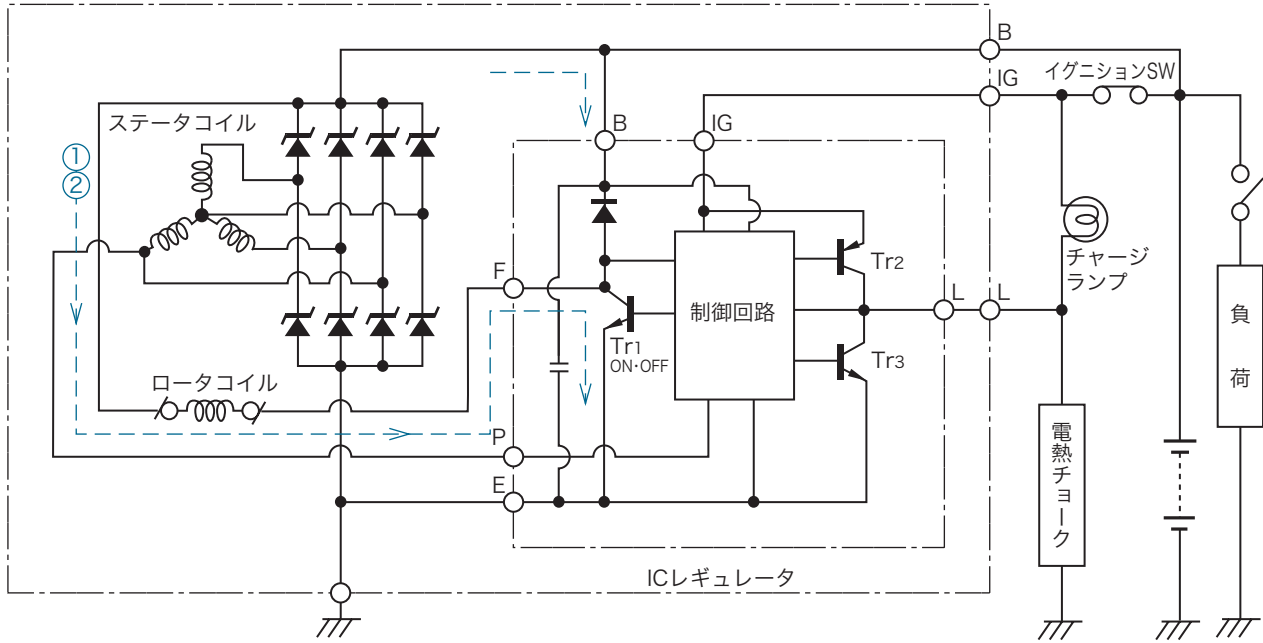 B
IG
イグニションSW
ステータコイル
B
IG
①
②
F
Tr1
ON・OFF
制御回路
Tr2
Tr3
L
L
チャージ
ランプ
負荷
ロータコイル
P
E
電熱チョーク
ICレギュレータ